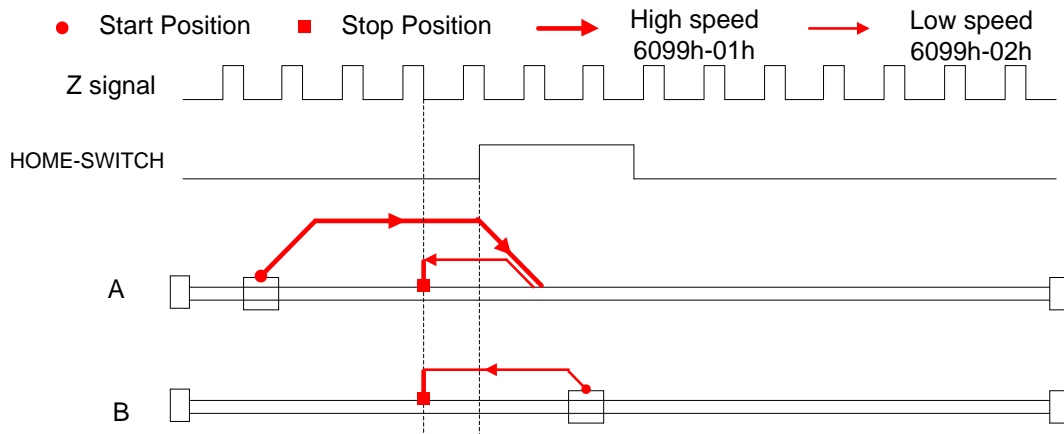 Start Position Stop Position High speed Low speed
6099h-01h 6099h-02h
Z signal
HOME-SWITCH
A
B